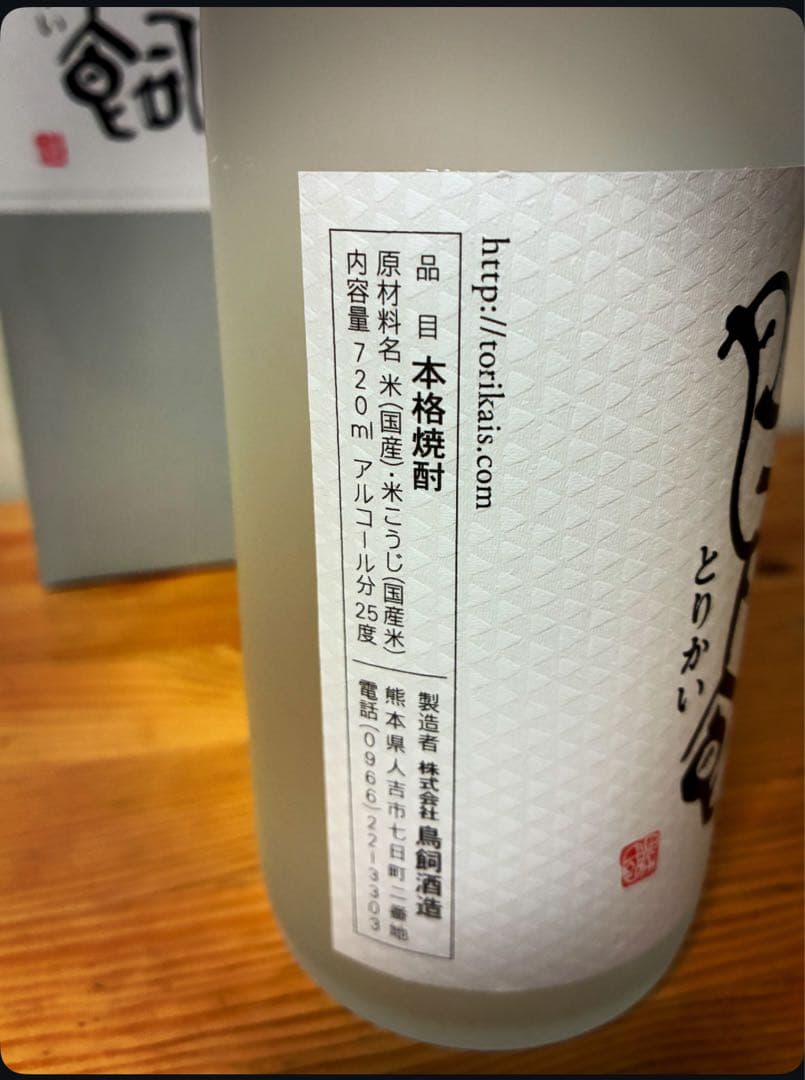 http://torikais.com
品目 本格焼酎
原材料名 米(国産)・米こうじ(国産米)
内容量 720ml アルコール分 25度
製造者 株式会社 鳥飼酒造
熊本県人吉市七日町二番地
電話(0966)22-3303
とりかい
い
飼